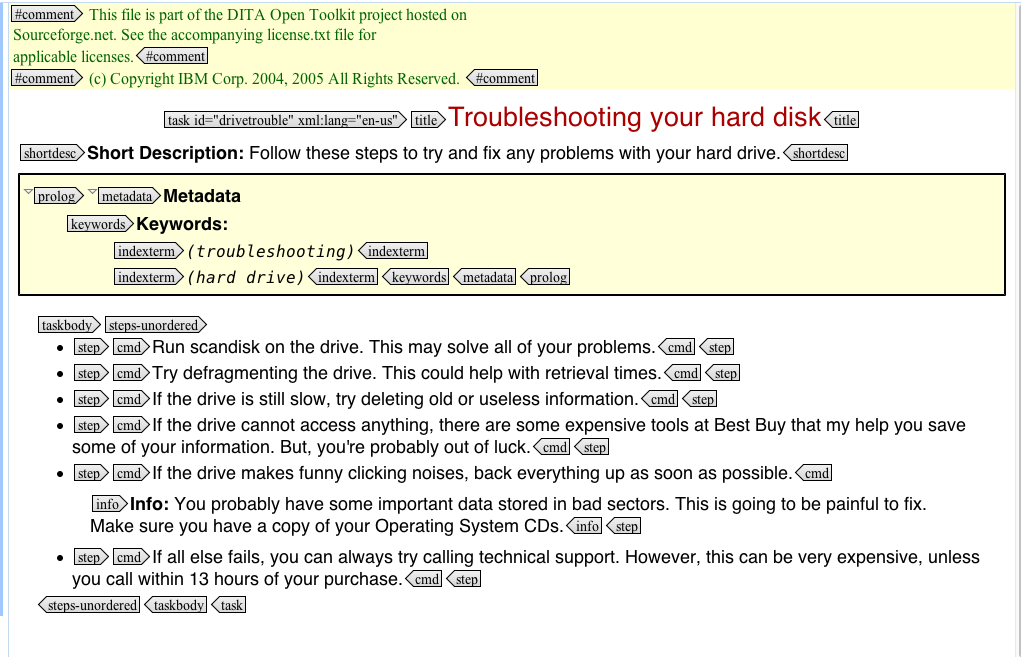 #comment This file is part of the DITA Open Toolkit project hosted on
Sourceforge.net. See the accompanying license.txt file for
applicable licenses. #comment
#comment (c) Copyright IBM Corp. 2004, 2005 All Rights Reserved. #comment
task id="drivetrouble" xml:lang="en-us" title Troubleshooting your hard disk title
shortdesc Short Description: Follow these steps to try and fix any problems with your hard drive. shortdesc
prolog metadata Metadata
keywords Keywords:
indexterm (troubleshooting) indexterm
indexterm (hard drive) indexterm keywords metadata prolog
taskbody steps-unordered
• step cmd Run scandisk on the drive. This may solve all of your problems. cmd step
• step cmd Try defragmenting the drive. This could help with retrieval times. cmd step
• step cmd If the drive is still slow, try deleting old or useless information. cmd step
• step cmd If the drive cannot access anything, there are some expensive tools at Best Buy that my help you save
some of your information. But, you're probably out of luck. cmd step
• step cmd If the drive makes funny clicking noises, back everything up as soon as possible. cmd
info Info: You probably have some important data stored in bad sectors. This is going to be painful to fix.
Make sure you have a copy of your Operating System CDs. info step
• step cmd If all else fails, you can always try calling technical support. However, this can be very expensive, unless
you call within 13 hours of your purchase. cmd step
steps-unordered taskbody task